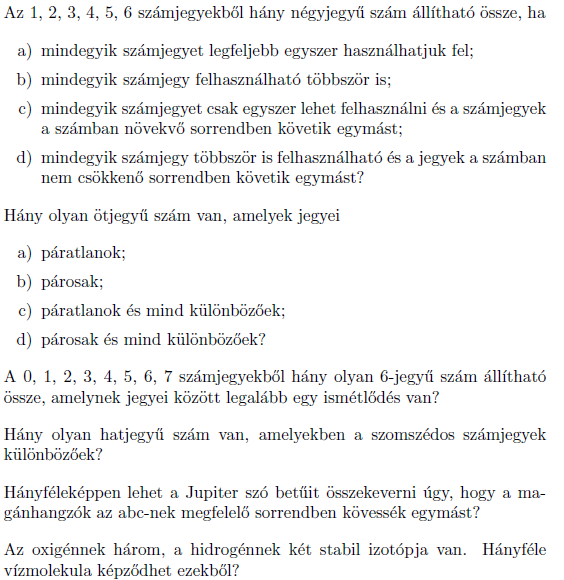 Az 1, 2, 3, 4, 5, 6 számjegyekből hány négyjegyű szám állítható össze, ha
a) mindegyik számjegyet legfeljebb egyszer használhatjuk fel;
b) mindegyik számjegy felhasználható többször is;
c) mindegyik számjegyet csak egyszer lehet felhasználni és a számjegyek
a számban növekvő sorrendben követik egymást;
d) mindegyik számjegy többször is felhasználható és a jegyek a számban
nem csökkenő sorrendben követik egymást?
Hány olyan ötjegyű szám van, amelyek jegyei
a) páratlanok;
b) párosak;
c) páratlanok és mind különbözőek;
d) párosak és mind különbözőek?
A 0, 1, 2, 3, 4, 5, 6, 7 számjegyekből hány olyan 6-jegyű szám állítható
össze, amelynek jegyei között legalább egy ismétlődés van?
Hány olyan hatjegyű szám van, amelyekben a szomszédos számjegyek
különbözőek?
Hányféleképpen lehet a Jupiter szó betűit összekeverni úgy, hogy a ma-
gánhangzók az abc-nek megfelelő sorrendben kövessék egymást?
Az oxigénnek három, a hidrogénnek két stabil izotópja van. Hányféle
vízmolekula képződhet ezekből?